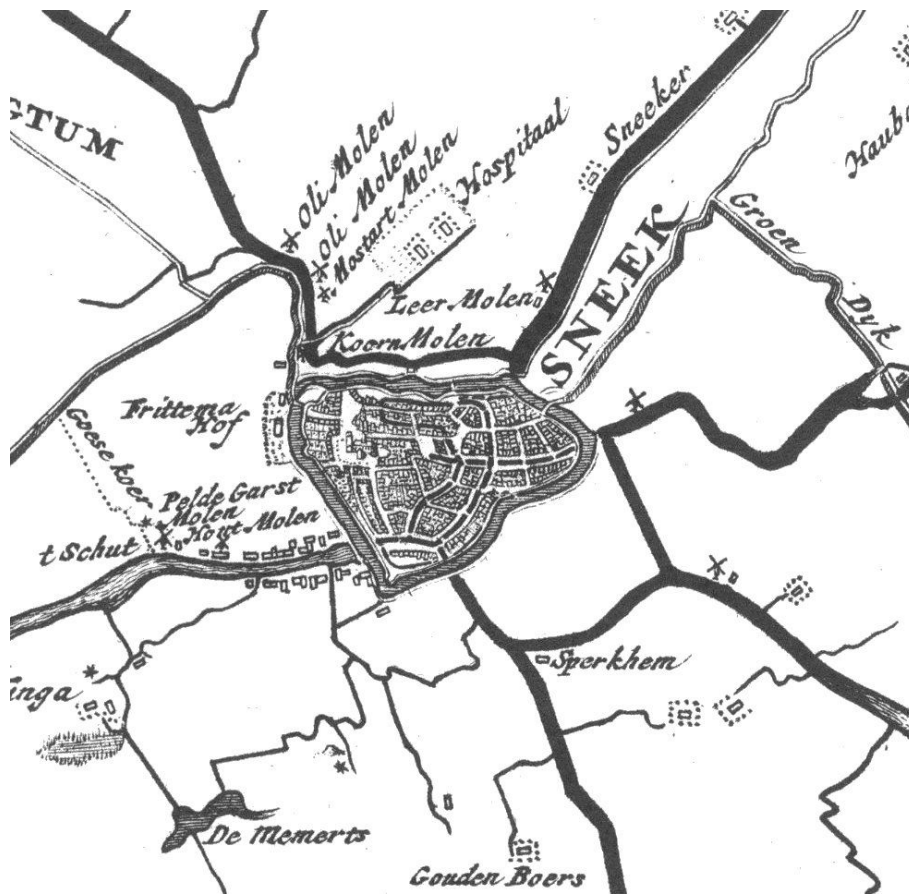 GTUM
Oli Molen
Oli Molen
Mostart Molen
Hospitaal
Sneeker
Haube
Groen
Dyk
SNEEK
Leer Molen
Koorn Molen
Frittema
Hof
Goese koer
Pelde Garst
Molen
Hout Molen
t Schut
Sperkhem
inga
De Memerts
Gouden Boers